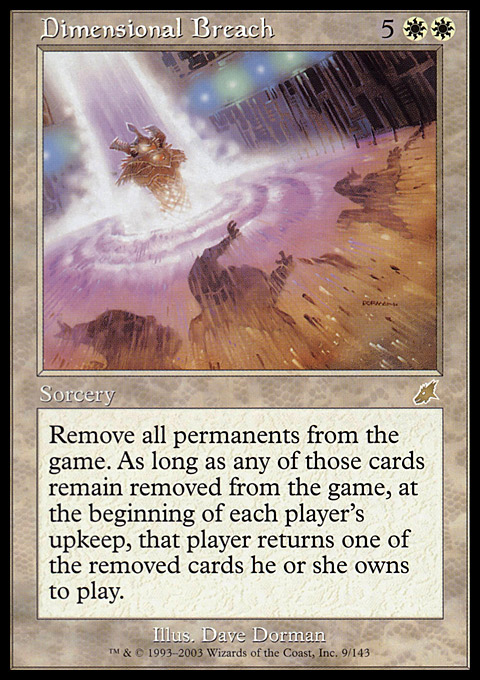 Dimensional Breach 5
Sorcery
Remove all permanents from the
game. As long as any of those cards
remain removed from the game, at
the beginning of each player's
upkeep, that player returns one of
the removed cards he or she owns
to play.
Illus. Dave Dorman
™ & © 1993–2003 Wizards of the Coast, Inc. 9/143